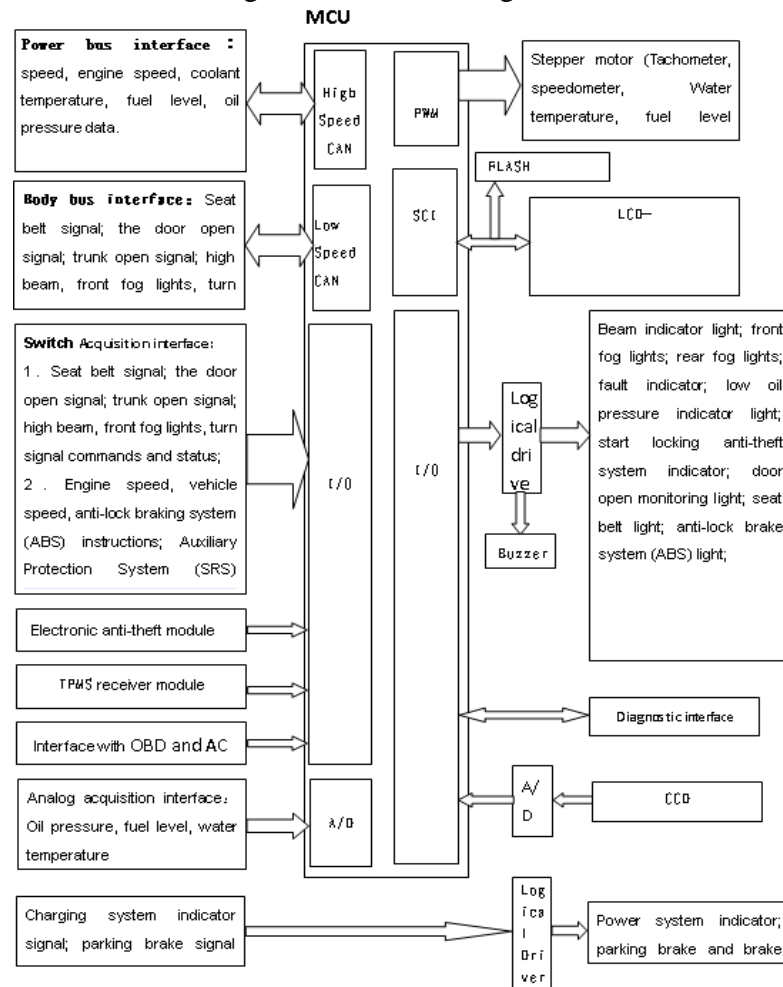 MCU
Power bus interface :
speed, engine speed, coolant
temperature, fuel level, oil
pressure data.
High
Speed
CAN
PWM
Stepper motor (Tachometer,
speedometer, Water
temperature, fuel level
FLASH
Body bus interface: Seat
belt signal; the door open
signal; trunk open signal; high
beam, front fog lights, turn
Low
Speed
CAN
SCI
LCD—
Switch Acquisition interface:
1 . Seat belt signal; the door
open signal; trunk open signal;
high beam, front fog lights, turn
signal commands and status;
2 . Engine speed, vehicle
speed, anti-lock braking system
(ABS) instructions; Auxiliary
Protection System (SRS)
I/O
I/O
Log
ical
dri
ve
Buzzer
Beam indicator light; front
fog lights; rear fog lights;
fault indicator; low oil
pressure indicator light;
start locking anti-theft
system indicator; door
open monitoring light; seat
belt light; anti-lock brake
system (ABS) light;
Electronic anti-theft module
TPMS receiver module
Interface with OBD and AC
Diagnostic interface
Analog acquisition interface:
Oil pressure, fuel level, water
temperature
A/D
A/
D
CCD
Charging system indicator
signal; parking brake signal
Log
ica
l
Dri
ver
Power system indicator;
parking brake and brake